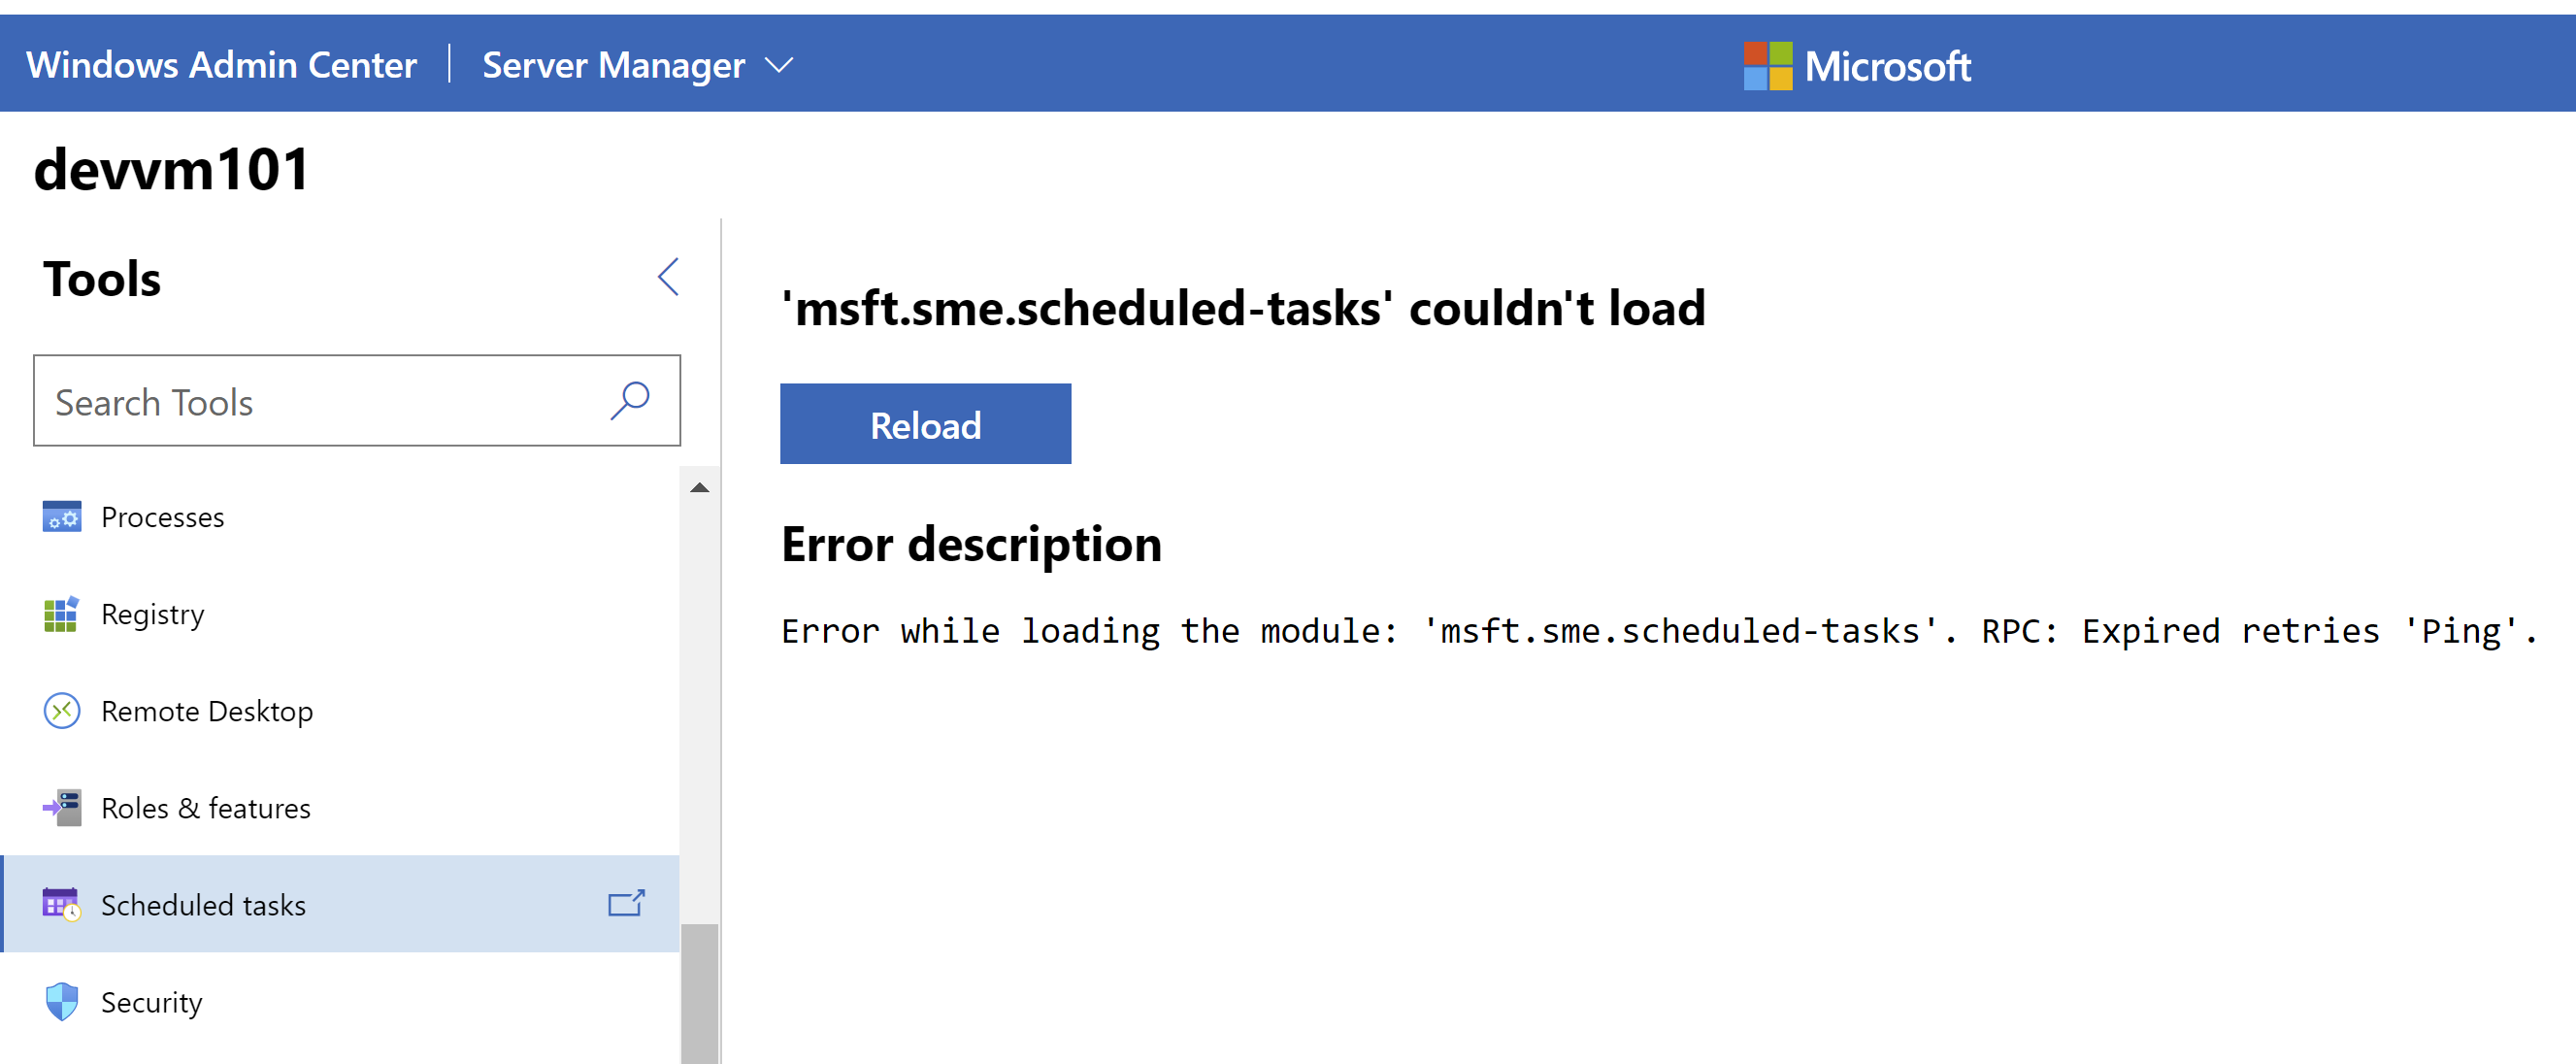 Windows Admin Center
Server Manager
Microsoft
devvm101
Tools
Search Tools
Processes
Registry
Remote Desktop
Roles & features
Scheduled tasks
Security
'msft.sme.scheduled-tasks' couldn't load
Reload
Error description
Error while loading the module: 'msft.sme.scheduled-tasks'. RPC: Expired retries 'Ping'.